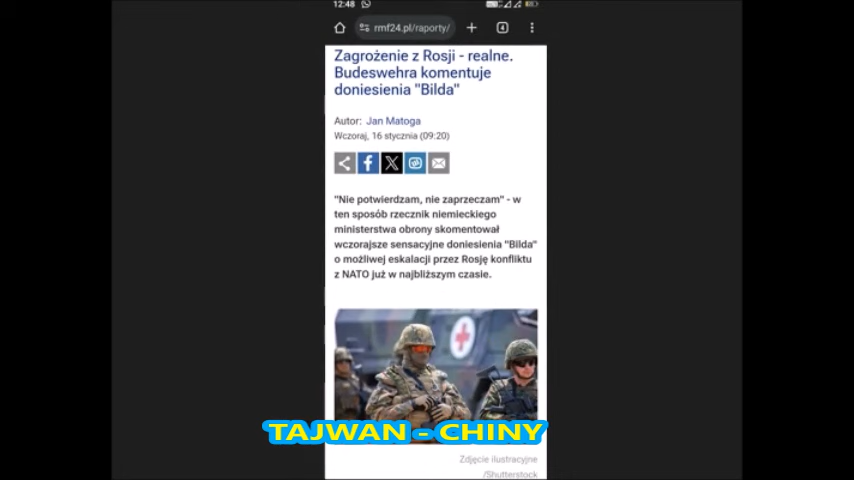 12:48
rmf24.pl/raporty/
4
Zagrożenie z Rosji - realne.
Budeswehra komentuje
doniesienia "Bilda"
Autor: Jan Matoga
Wczoraj, 16 stycznia (09:20)
"Nie potwierdzam, nie zaprzeczam" - w
ten sposób rzecznik niemieckiego
ministerstwa obrony skomentował
wczorajsze sensacyjne doniesienia "Bilda"
o możliwej eskalacji przez Rosję konfliktu
z NATO już w najbliższym czasie.
TAJWAN - CHINY
Zdjęcie ilustracyjne
/Shutterstock